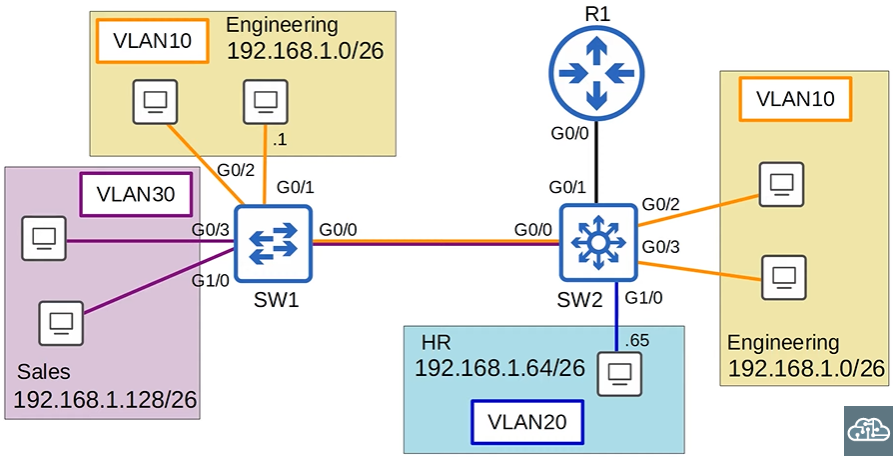 VLAN10
Engineering
192.168.1.0/26
.1
G0/2
G0/1
VLAN30
G0/3
G1/0
Sales
192.168.1.128/26
G0/0
SW1
R1
G0/0
G0/1
G0/0
SW2
G0/2
G0/3
G1/0
VLAN10
Engineering
192.168.1.0/26
HR
192.168.1.64/26
.65
VLAN20